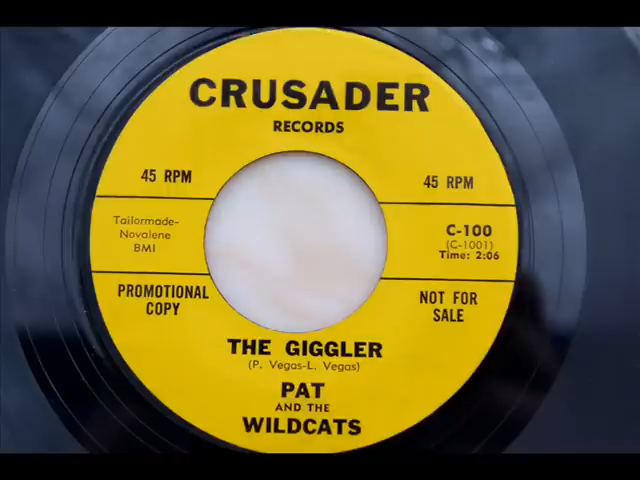 CRUSADER
RECORDS
45 RPM
45 RPM
Tailormade-
Novalene
BMI
C-100
(C-1001)
Time: 2:06
PROMOTIONAL
COPY
NOT FOR
SALE
THE GIGGLER
(P. Vegas-L. Vegas)
PAT
AND THE
WILDCATS